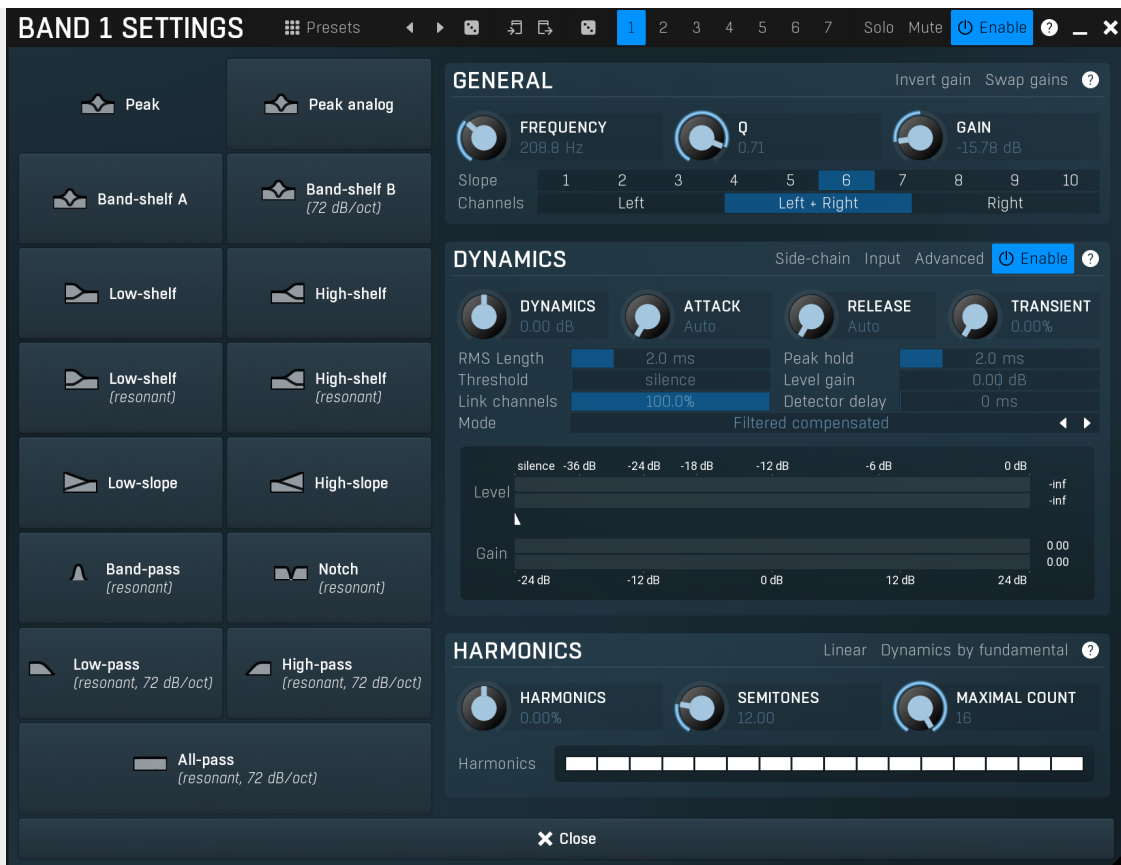 BAND 1 SETTINGS Presets 1 2 3 4 5 6 7 Solo Mute Enable ?
Peak
Peak analog
Band-shelf A
Band-shelf B
(72 dB/oct)
Low-shelf
High-shelf
Low-shelf
(resonant)
High-shelf
(resonant)
Low-slope
High-slope
Band-pass
(resonant)
Notch
(resonant)
Low-pass
(resonant, 72 dB/oct)
High-pass
(resonant, 72 dB/oct)
All-pass
(resonant, 72 dB/oct)
GENERAL Invert gain Swap gains ?
FREQUENCY
208.8 Hz
Q
0.71
GAIN
-15.78 dB
Slope 1 2 3 4 5 6 7 8 9 10
Channels Left Left + Right Right
DYNAMICS Side-chain Input Advanced Enable ?
DYNAMICS
0.00 dB
ATTACK
Auto
RELEASE
Auto
TRANSIENT
0.00%
RMS Length 2.0 ms Peak hold 2.0 ms
Threshold silence Level gain 0.00 dB
Link channels 100.0% Detector delay 0 ms
Mode Filtered compensated
silence -36 dB -24 dB -18 dB -12 dB -6 dB 0 dB
Level -inf
-inf
Gain 0.00
0.00
-24 dB -12 dB 0 dB 12 dB 24 dB
HARMONICS Linear Dynamics by fundamental ?
HARMONICS
0.00%
SEMITONES
12.00
MAXIMAL COUNT
16
Harmonics
Close